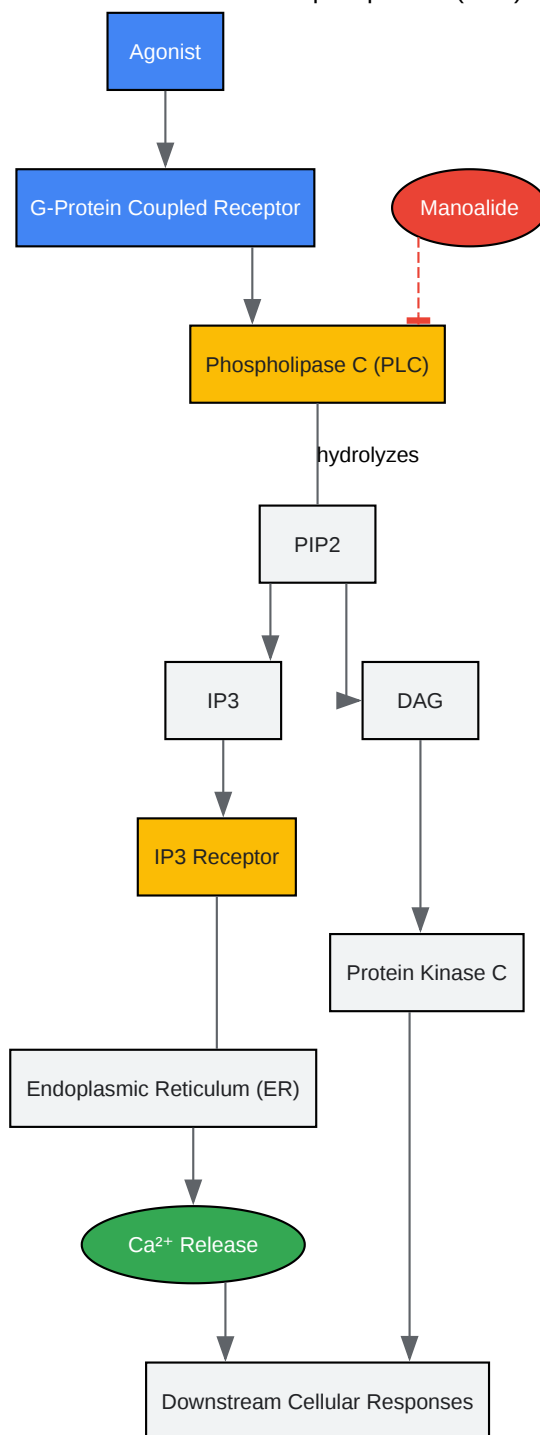 Agonist
G-Protein Coupled Receptor
Manoalide
Phospholipase C (PLC)
hydrolyzes
PIP2
IP3
DAG
IP3 Receptor
Protein Kinase C
Endoplasmic Reticulum (ER)
Ca²⁺ Release
Downstream Cellular Responses